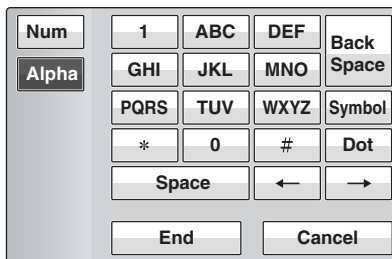 Num 1 ABC DEF Back
Space
Alpha GHI JKL MNO
PQRS TUV WXYZ Symbol
* 0 # Dot
Space ← →
End Cancel